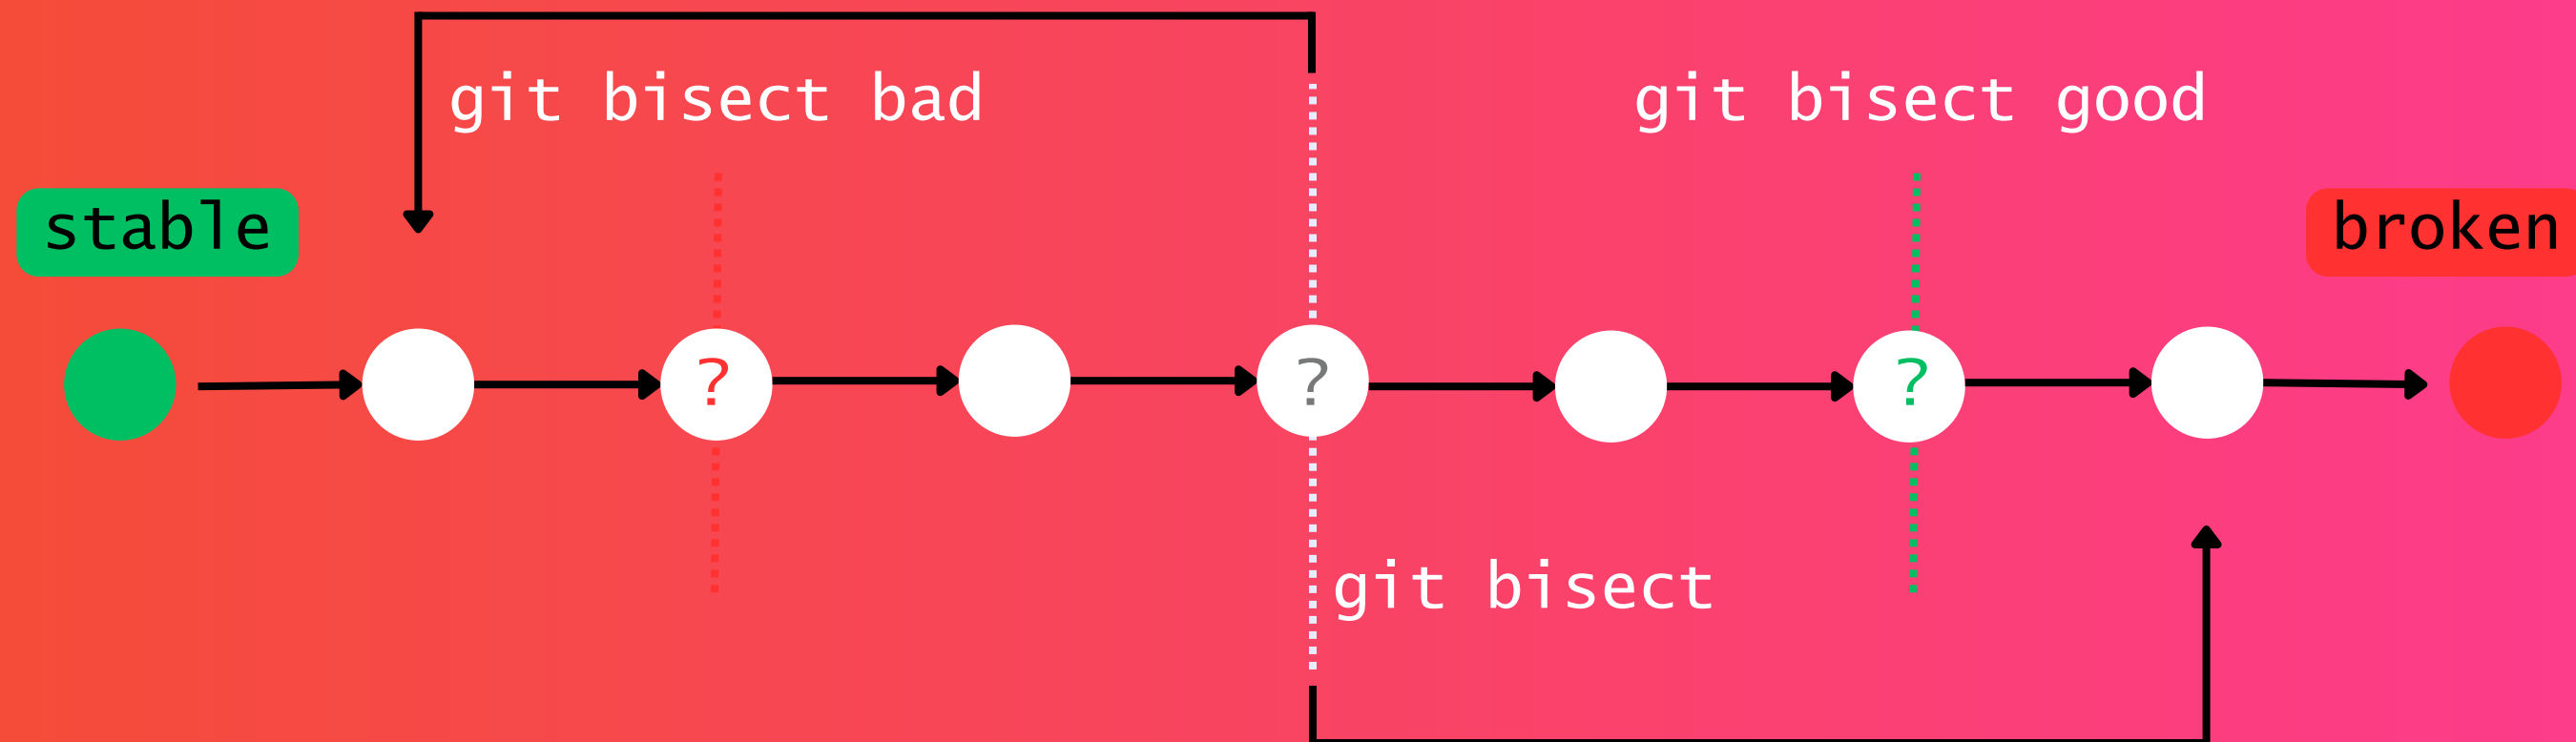 git bisect bad
git bisect good
stable
broken
?
?
?
git bisect